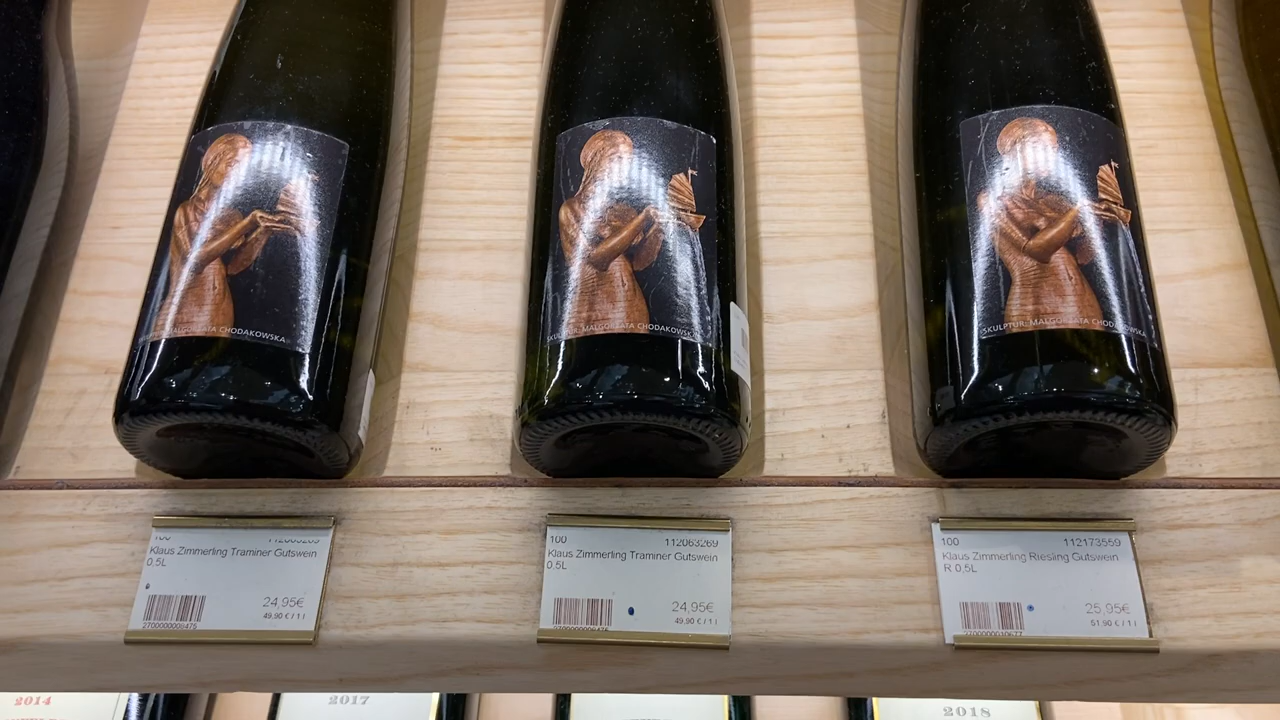 MALGORZATA CHODAKOWSKA
SKULPTUR: MALGORZATA CHODAKOWSKA
SKULPTUR: MALGORZATA CHODAKOWSKA
Klaus Zimmerling Traminer Gutswein
0,5L
24,95€
49,90 € / 1 l
2700000009475
100 112063269
Klaus Zimmerling Traminer Gutswein
0,5L
24,95€
49,90 € / 1 l
100 112173559
Klaus Zimmerling Riesling Gutswein
R 0,5L
25,95€
51,90 € / 1 l
2014
2017
2018